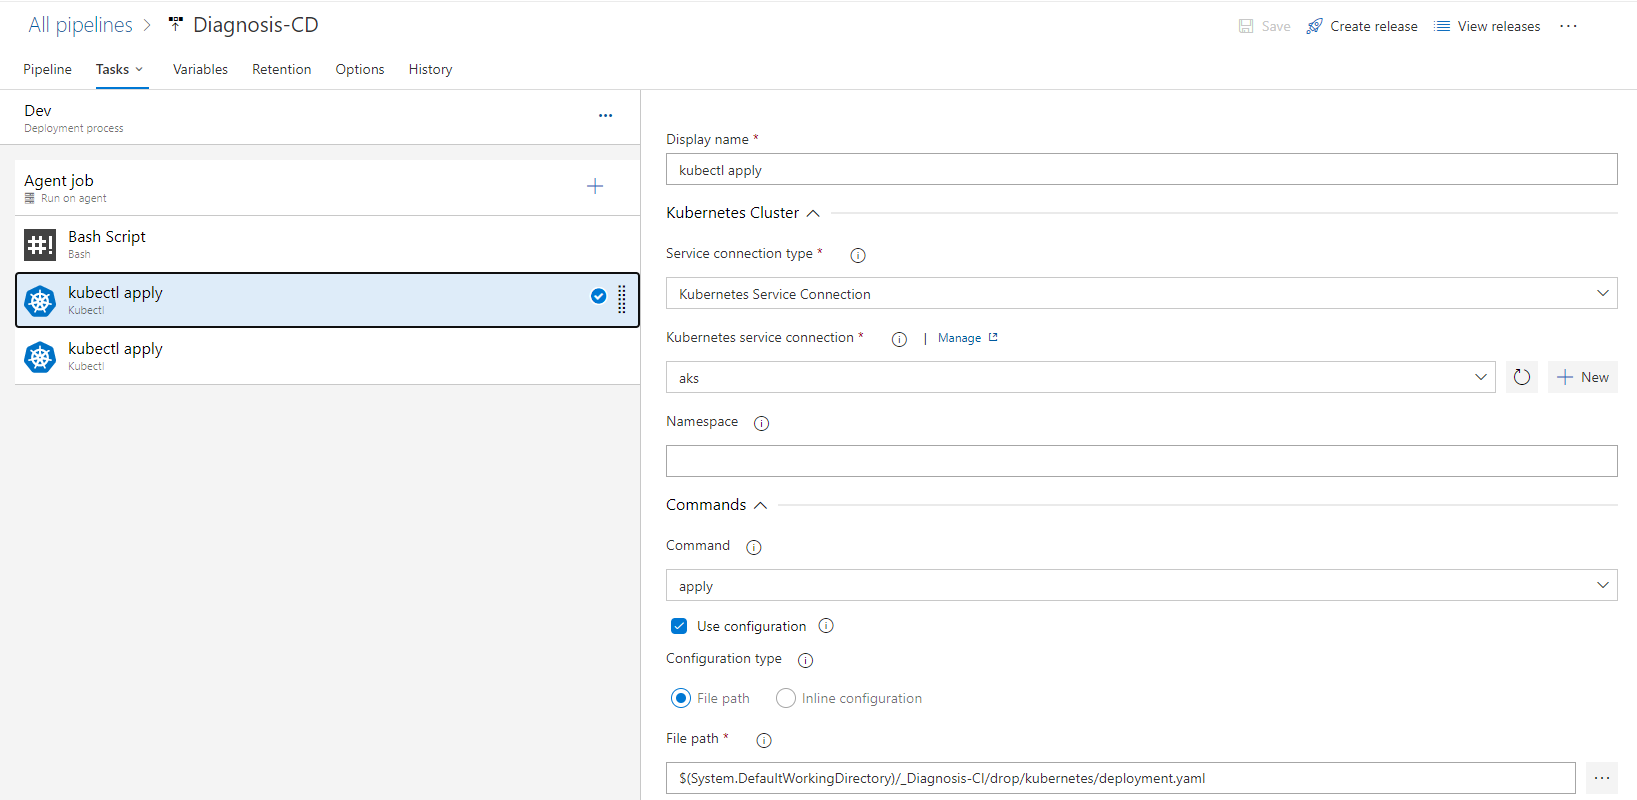 All pipelines > Diagnosis-CD
Save Create release View releases ...
Pipeline Tasks Variables Retention Options History
Dev
Deployment process
Agent job
Run on agent
#! Bash Script
Bash
kubectl apply
Kubectl
kubectl apply
Kubectl
Display name *
kubectl apply
Kubernetes Cluster
Service connection type *
Kubernetes Service Connection
Kubernetes service connection * | Manage
aks
New
Namespace
Commands
Command
apply
Use configuration
Configuration type
File path Inline configuration
File path *
$(System.DefaultWorkingDirectory)/_Diagnosis-CI/drop/kubernetes/deployment.yaml